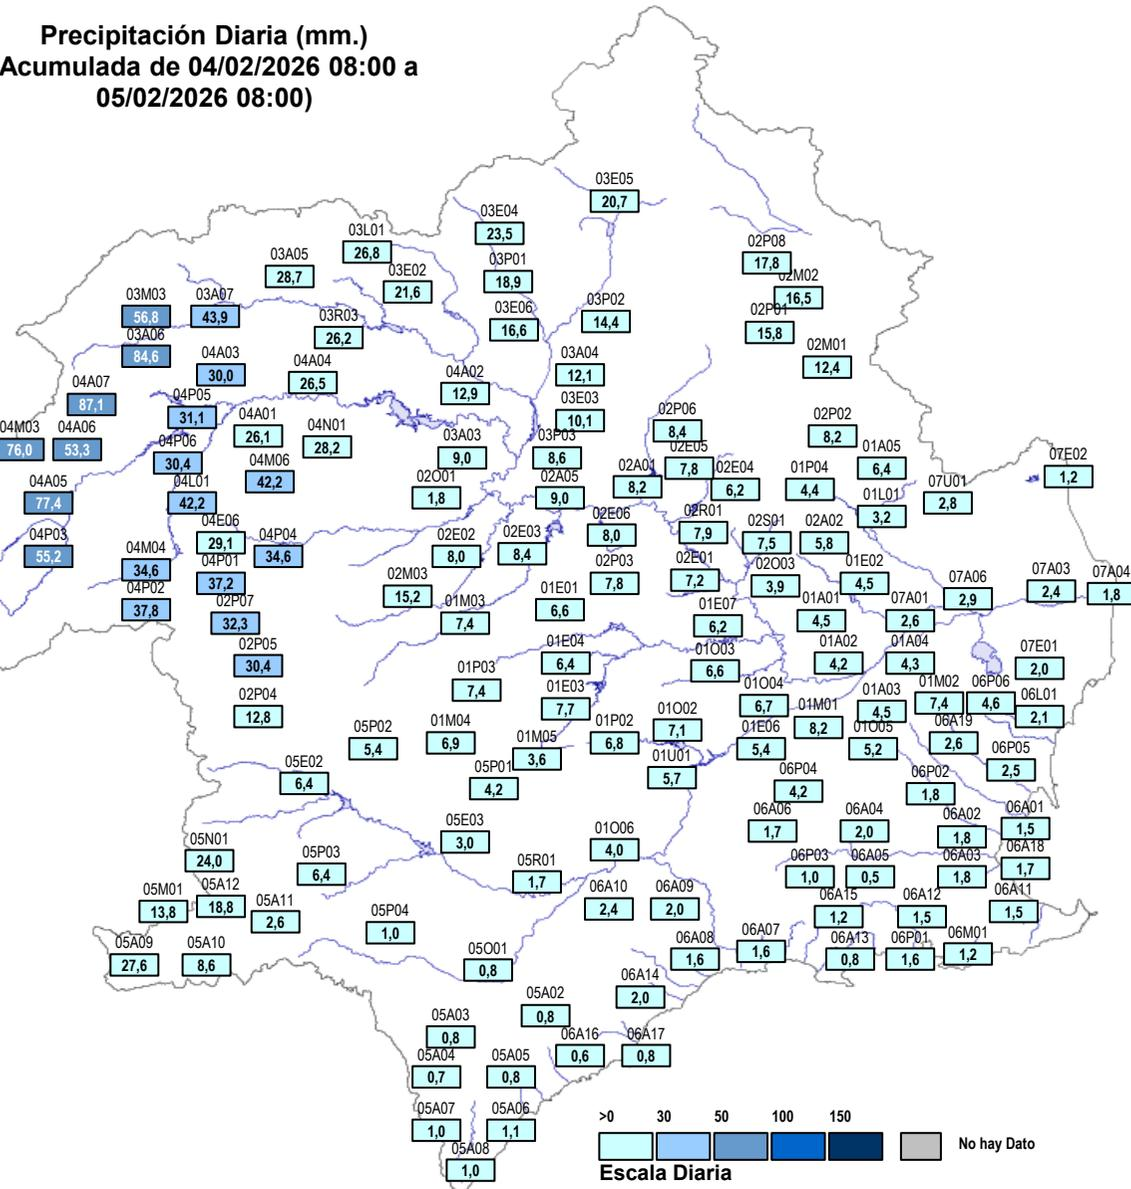 Precipitación Diaria (mm.)
Acumulada de 04/02/2026 08:00 a
05/02/2026 08:00)
03E05
20,7
03E04
23,5
03L01
26,8
03A05
28,7
03E02
21,6
03P01
18,9
02P08
17,8
02M02
16,5
03M03
56,8
03A07
43,9
03R03
26,2
03E06
16,6
03P02
14,4
02P01
15,8
03A06
84,6
04A03
30,0
04A04
26,5
04A02
12,9
03A04
12,1
02M01
12,4
04A07
87,1
04P05
31,1
03E03
10,1
04M03
76,0
04A06
53,3
04A01
26,1
04N01
28,2
03A03
9,0
03P03
8,6
02P06
8,4
02P02
8,2
04P06
30,4
04M06
42,2
02E05
7,8
01A05
6,4
07E02
1,2
04A05
77,4
04L01
42,2
02O01
1,8
02A05
9,0
02A01
8,2
02E04
6,2
01P04
4,4
07U01
2,8
01L01
3,2
04P03
55,2
04E06
29,1
04P04
34,6
02E02
8,0
02E03
8,4
02E06
8,0
02R01
7,9
02S01
7,5
02A02
5,8
04M04
34,6
04P01
37,2
02M03
15,2
02P03
7,8
02E01
7,2
02O03
3,9
01E02
4,5
07A06
2,9
07A03
2,4
07A04
1,8
04P02
37,8
02P07
32,3
01M03
7,4
01E01
6,6
01E07
6,2
01A01
4,5
07A01
2,6
02P05
30,4
01E04
6,4
01O03
6,6
01A02
4,2
01A04
4,3
07E01
2,0
02P04
12,8
01P03
7,4
01E03
7,7
01O04
6,7
01A03
4,5
01M02
7,4
06P06
4,6
06L01
2,1
05P02
5,4
01M04
6,9
01M05
3,6
01P02
6,8
01O02
7,1
01E06
5,4
01M01
8,2
01O05
5,2
06A19
2,6
06P05
2,5
05E02
6,4
05P01
4,2
01U01
5,7
06P04
4,2
06P02
1,8
05E03
3,0
01O06
4,0
06A06
1,7
06A04
2,0
06A02
1,8
06A01
1,5
05N01
24,0
05P03
6,4
05R01
1,7
06P03
1,0
06A05
0,5
06A03
1,8
06A18
1,7
05M01
13,8
05A12
18,8
05A11
2,6
05P04
1,0
06A10
2,4
06A09
2,0
06A15
1,2
06A12
1,5
06A11
1,5
05A09
27,6
05A10
8,6
05O01
0,8
06A08
1,6
06A07
1,6
06A13
0,8
06P01
1,6
06M01
1,2
06A14
2,0
05A02
0,8
05A03
0,8
06A16
0,6
06A17
0,8
05A04
0,7
05A05
0,8
05A07
1,0
05A06
1,1
05A08
1,0
>0 30 50 100 150
No hay Dato
Escala Diaria